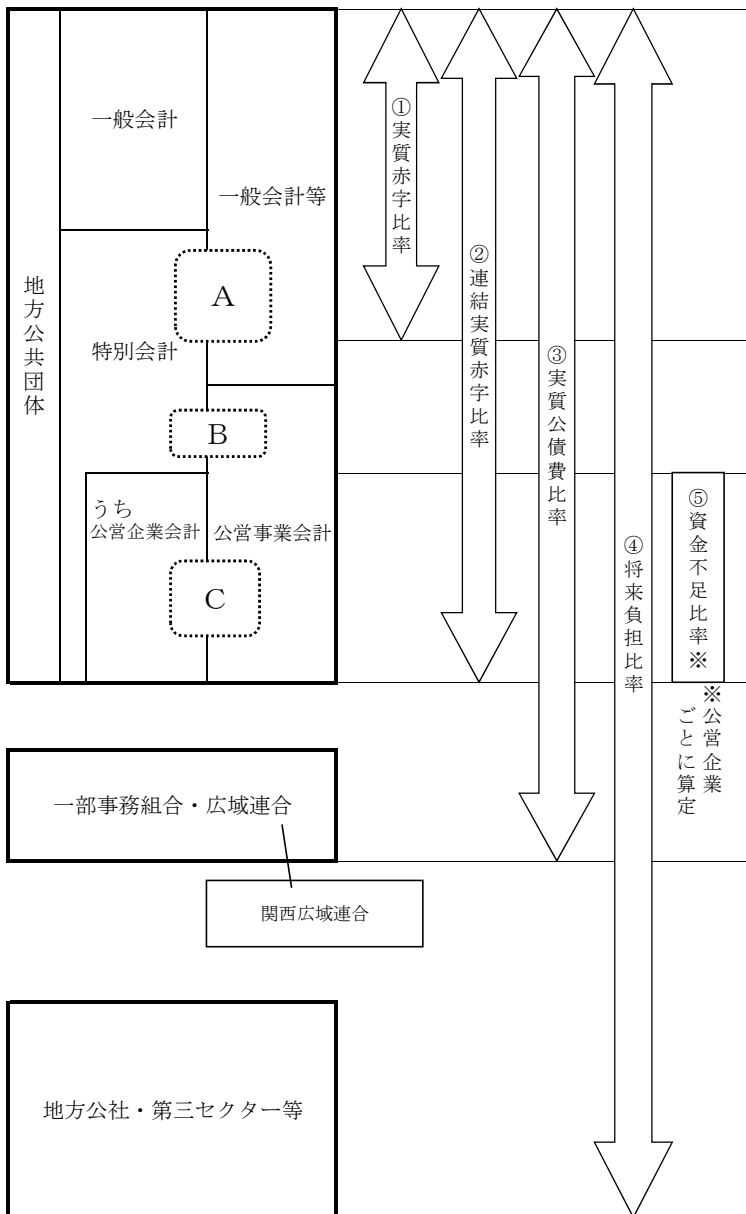 地方公共団体
一般会計
一般会計等
特別会計
A
B
うち
公営企業会計
公営事業会計
C
①実質赤字比率
②連結実質赤字比率
③実質公債費比率
④将来負担比率
⑤資金不足比率※
※公営企業
ごとに算定
一部事務組合・広域連合
関西広域連合
地方公社・第三セクター等